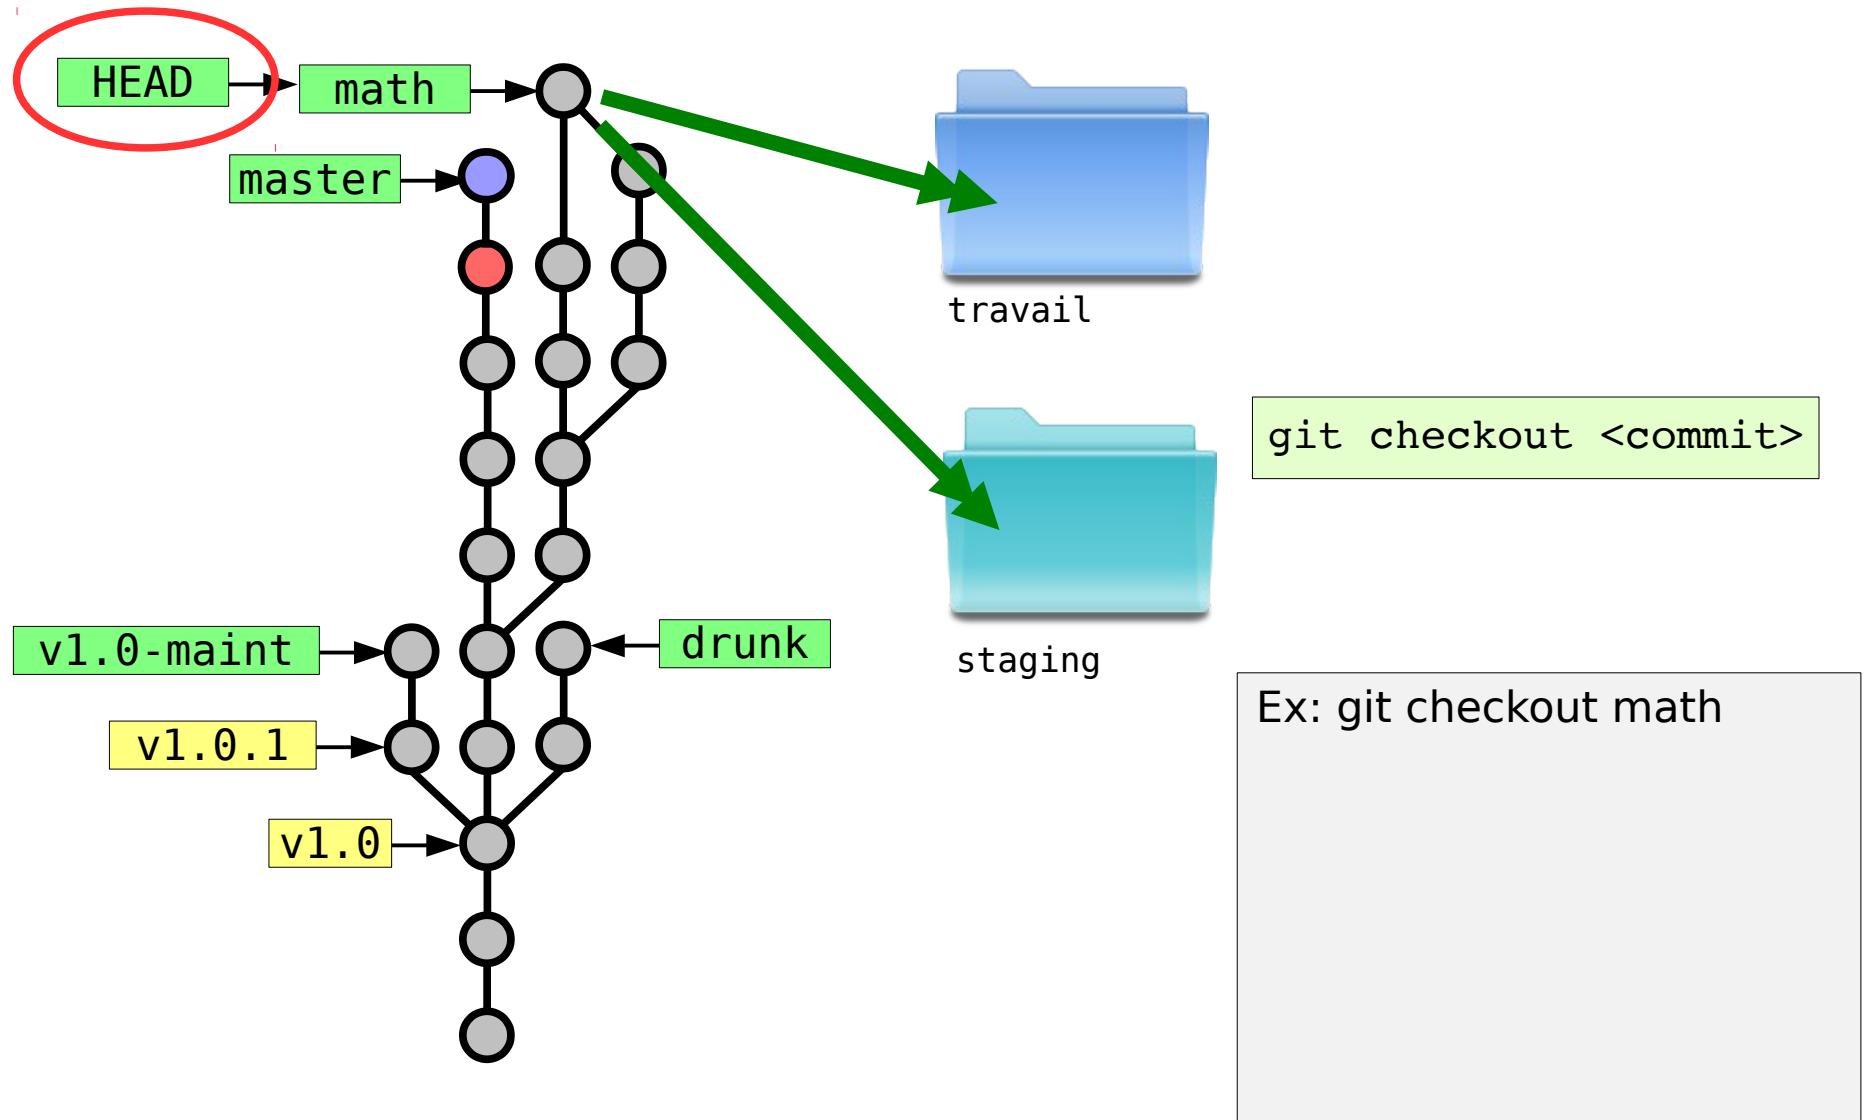 HEAD
math
master
travail
git checkout <commit>
v1.0-maint
drunk
staging
Ex: git checkout math
v1.0.1
v1.0